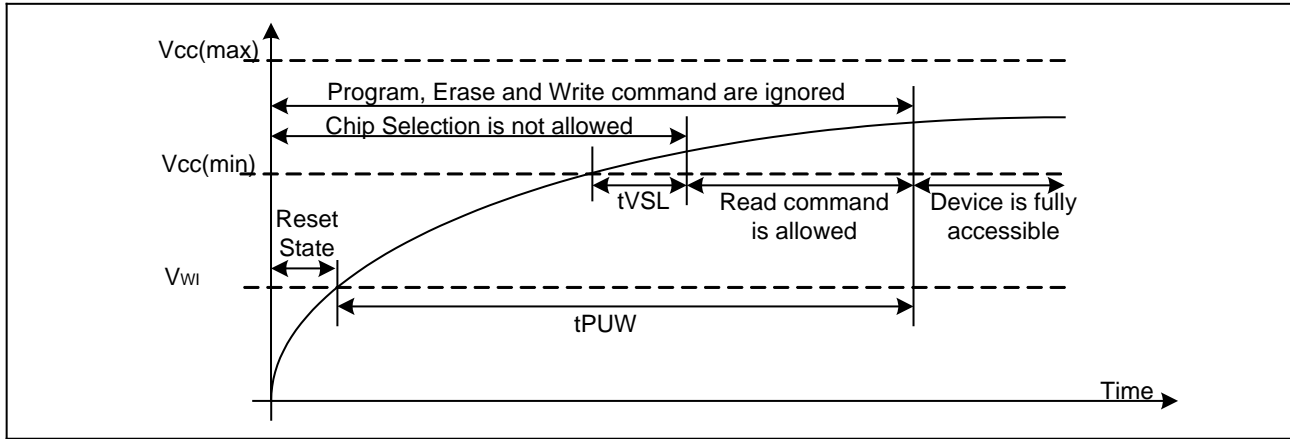 Vcc(max)
Program, Erase and Write command are ignored
Chip Selection is not allowed
Vcc(min)
tVSL
Read command
is allowed
Device is fully
accessible
Reset
State
VWI
tPUW
Time